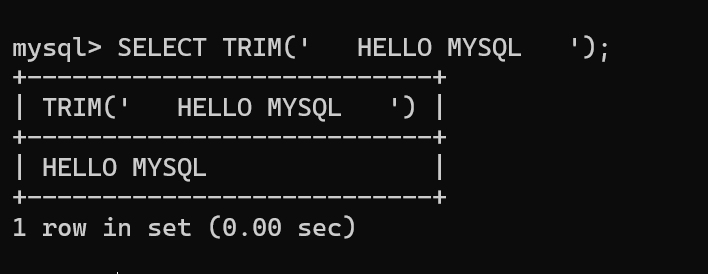 mysql> SELECT TRIM('   HELLO MYSQL   ');
+---------------------------+
| TRIM('   HELLO MYSQL   ') |
+---------------------------+
| HELLO MYSQL               |
+---------------------------+
1 row in set (0.00 sec)